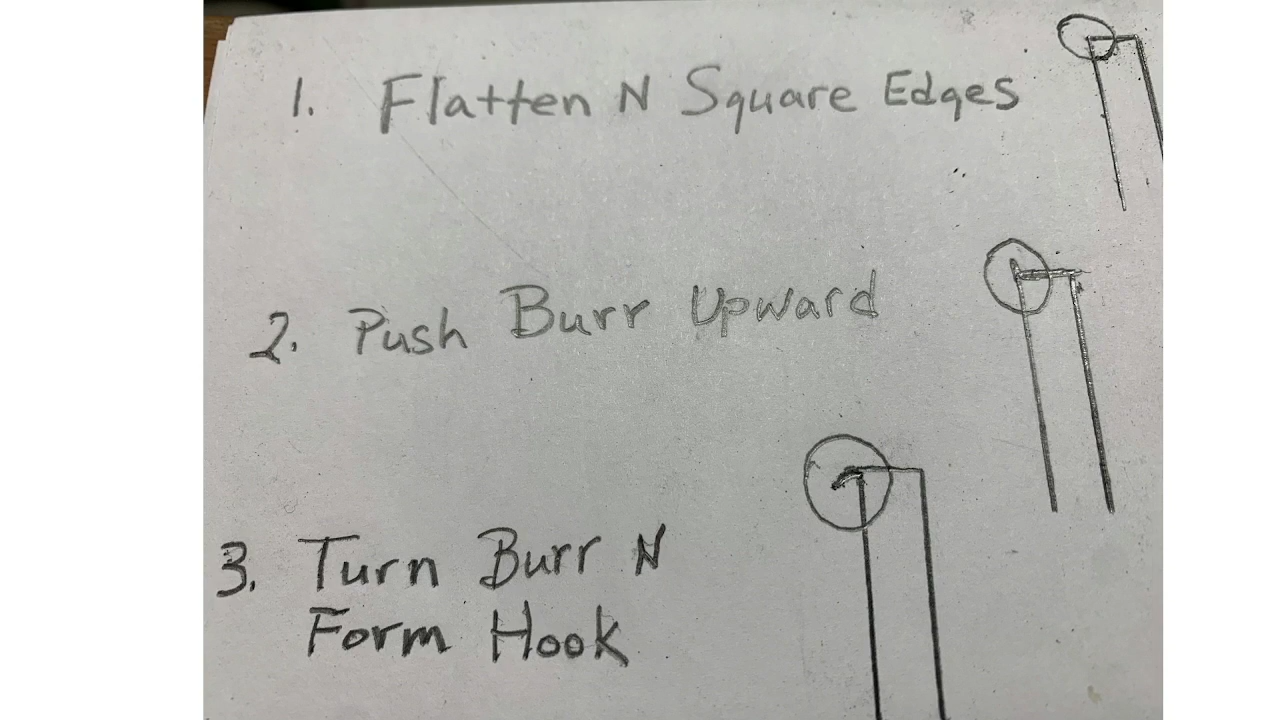 1. Flatten N Square Edges
2. Push Burr Upward
3. Turn Burr N
Form Hook